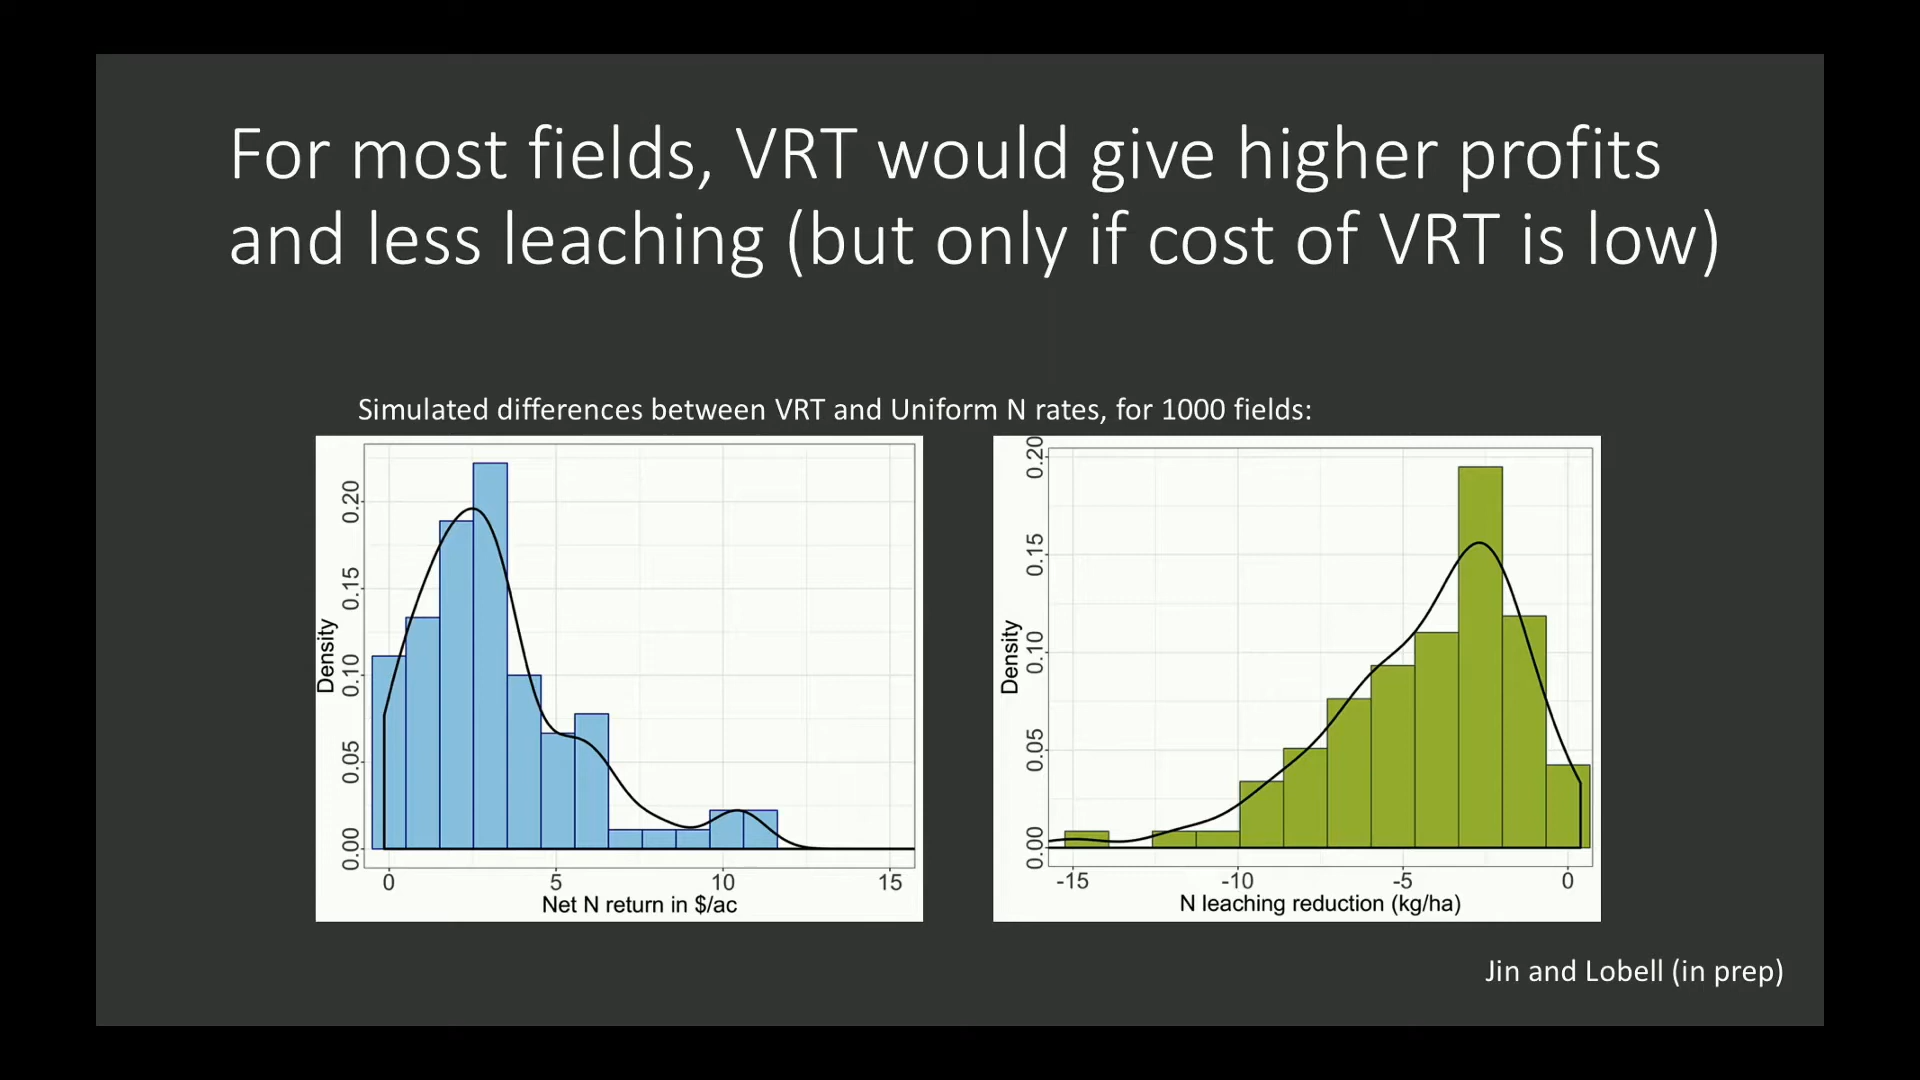 For most fields, VRT would give higher profits
and less leaching (but only if cost of VRT is low)
Simulated differences between VRT and Uniform N rates, for 1000 fields:
Density
0.20
0.15
0.10
0.05
0.00
0 5 10 15
Net N return in $/ac
Density
0.20
0.15
0.10
0.05
0.00
-15 -10 -5 0
N leaching reduction (kg/ha)
Jin and Lobell (in prep)